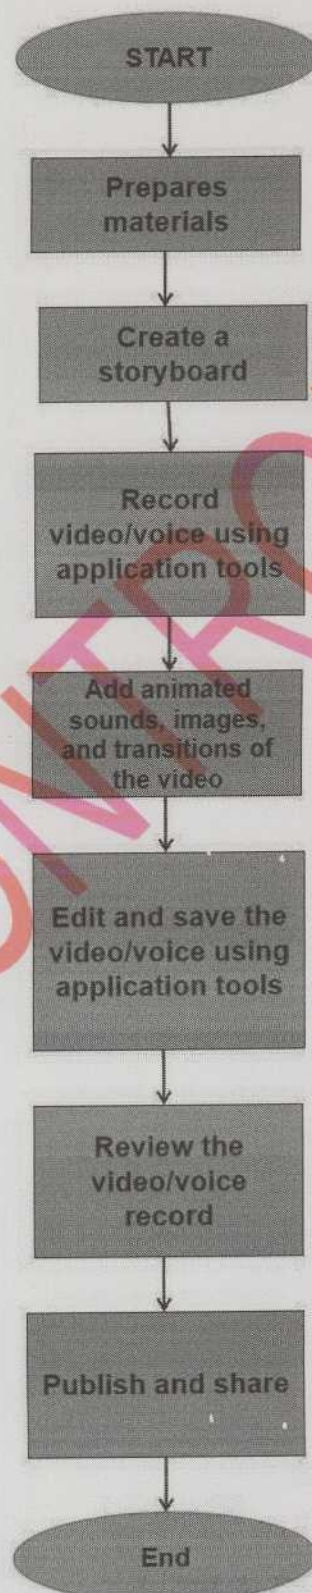 START
Prepares
materials
Create a
storyboard
Record
video/voice using
application tools
Add animated
sounds, images,
and transitions of
the video
Edit and save the
video/voice using
application tools
Review the
video/voice
record
Publish and share
End